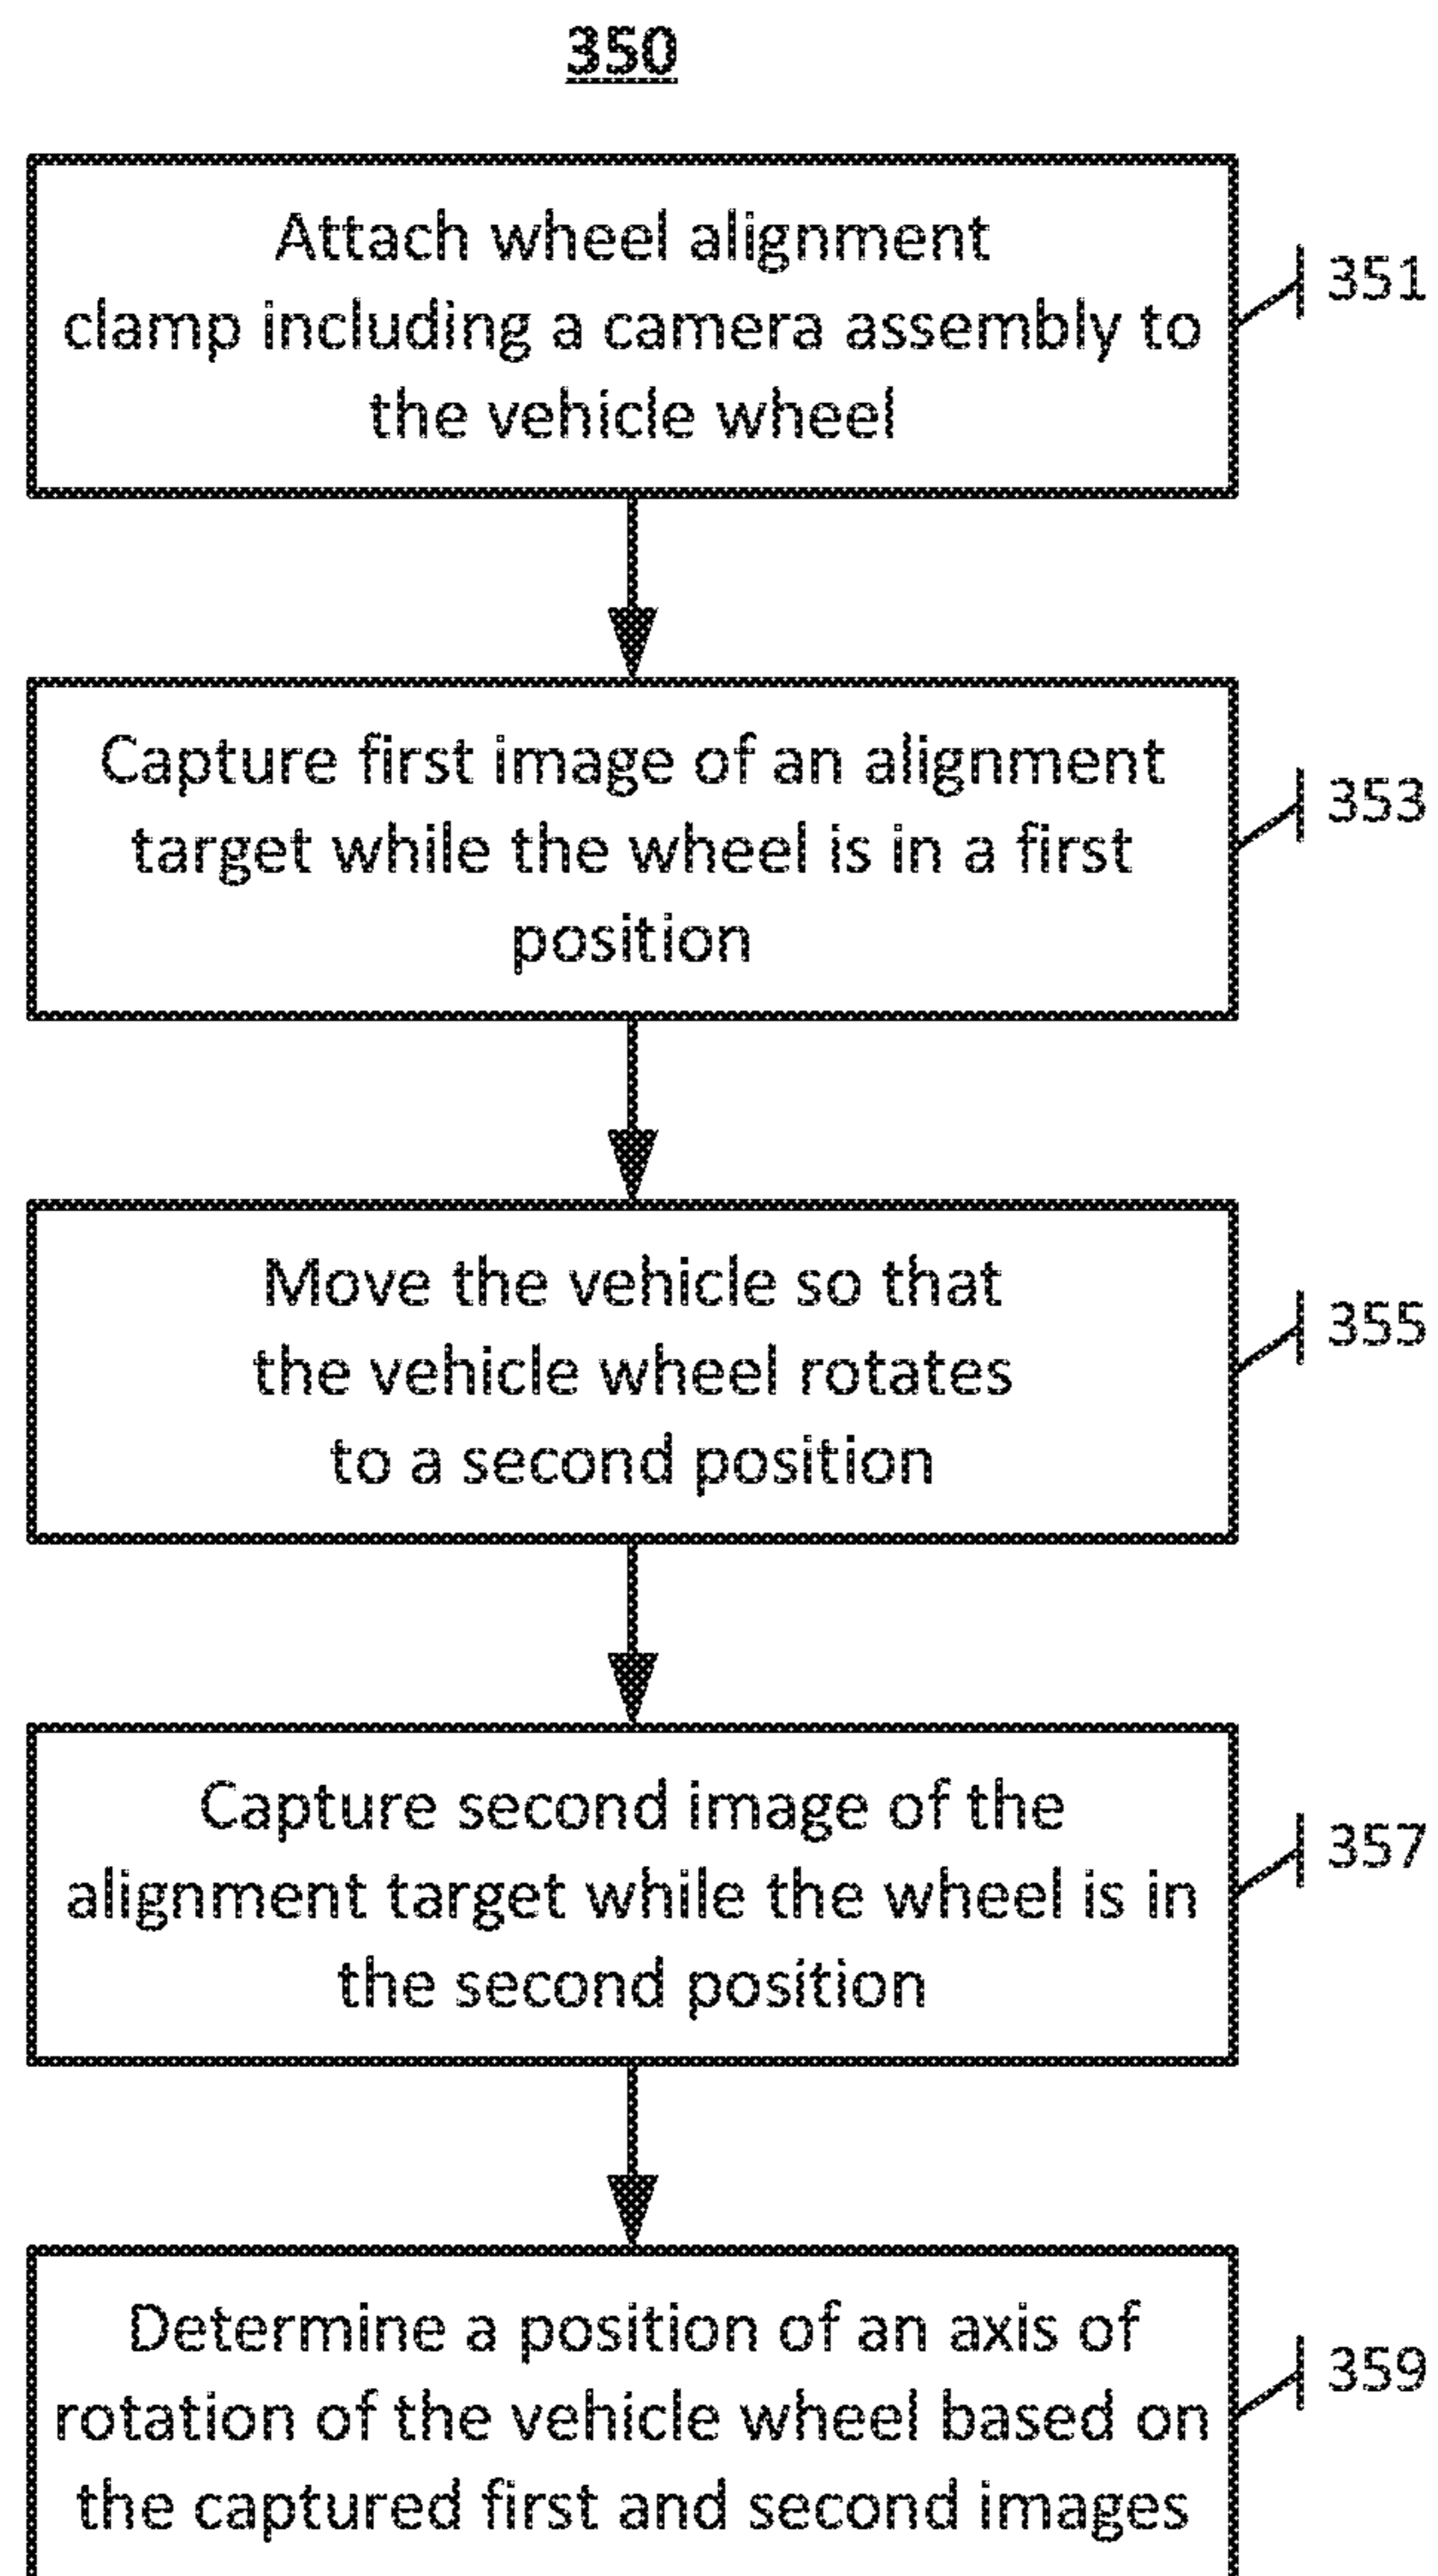 350
Attach wheel alignment
clamp including a camera assembly to
the vehicle wheel
351
Capture first image of an alignment
target while the wheel is in a first
position
353
Move the vehicle so that
the vehicle wheel rotates
to a second position
355
Capture second image of the
alignment target while the wheel is in
the second position
357
Determine a position of an axis of
rotation of the vehicle wheel based on
the captured first and second images
359